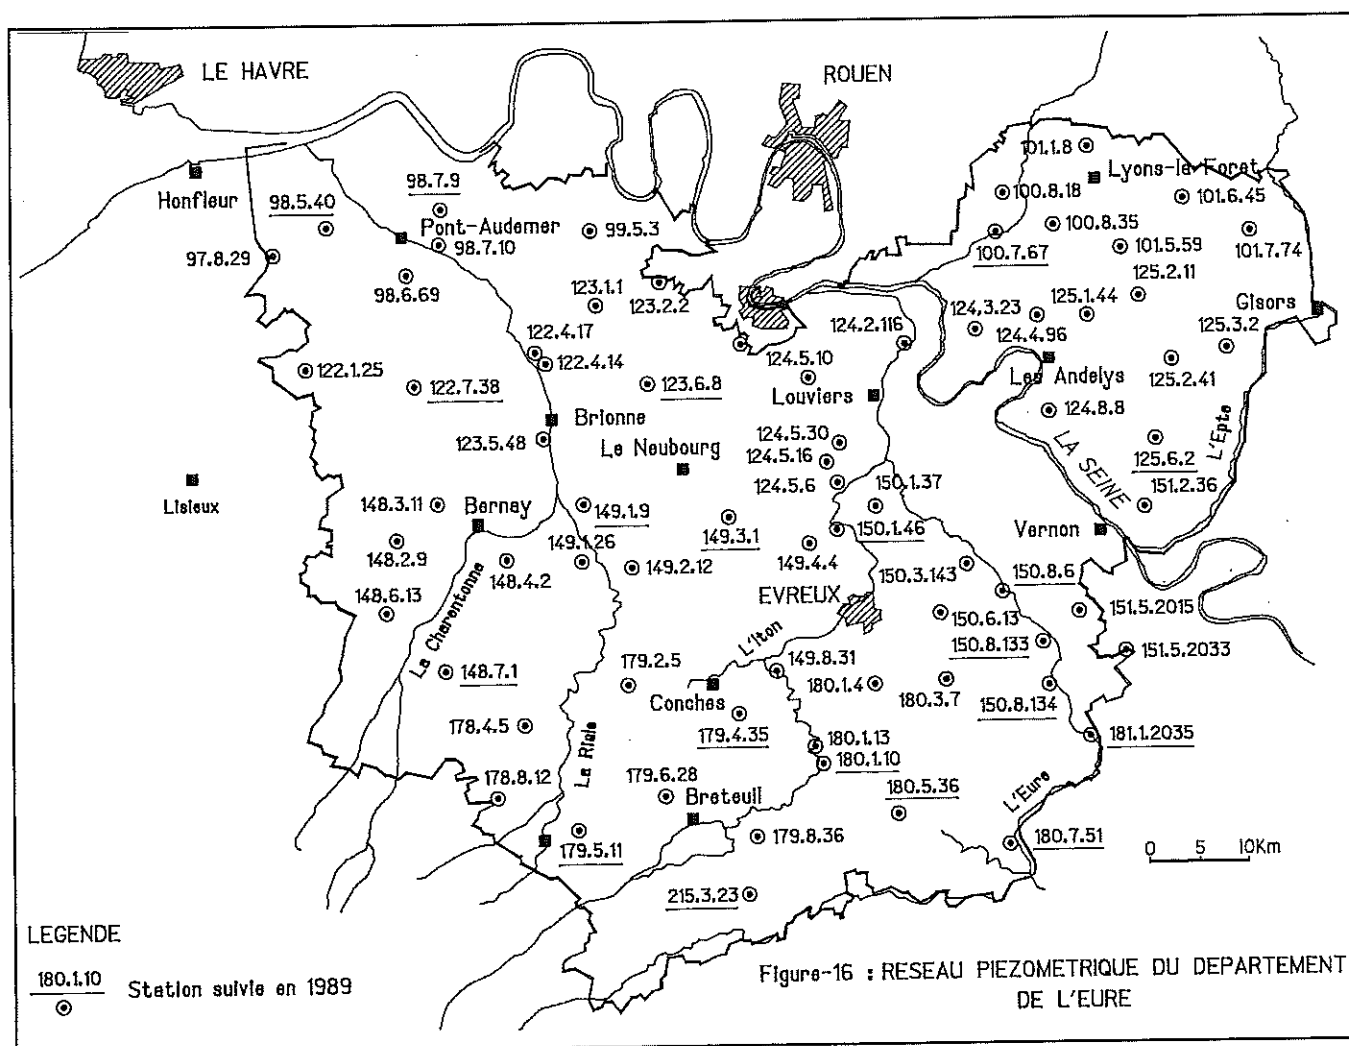 LE HAVRE
ROUEN
Honfleur
98.5.40
98.7.9
Pont-Audemer
98.7.10
97.8.29
98.6.69
99.5.3
123.1.1
123.2.2
101.1.8
Lyons-la-Foret
100.8.18
101.6.45
100.8.35
100.7.67
101.5.59
101.7.74
125.2.11
Gisors
122.4.17
122.4.14
122.1.25
122.7.38
123.6.8
124.2.116
124.5.10
124.3.23
124.4.96
125.1.44
125.3.2
Les Andelys
125.2.41
Louviers
124.8.8
Brionne
123.5.48
Le Neubourg
124.5.30
124.5.16
124.5.6
LA SEINE
125.6.2
L'Epte
151.2.36
Lisieux
148.3.11
Bernay
149.1.9
149.3.1
150.1.37
150.1.46
Vernon
148.2.9
148.4.2
149.1.26
149.2.12
149.4.4
150.3.143
150.8.6
148.6.13
La Charentonne
EVREUX
150.6.13
151.5.2015
150.8.133
151.5.2033
148.7.1
179.2.5
L'Iton
149.8.31
Conches
180.1.4
180.3.7
150.8.134
178.4.5
La Risle
179.4.35
180.1.13
180.1.10
181.1.2035
178.8.12
179.6.28
Breteuil
180.5.36
L'Eure
179.5.11
179.8.36
180.7.51
215.3.23
0 5 10Km
LEGENDE
180.1.10
Station suivie en 1989
Figure-16 : RESEAU PIEZOMETRIQUE DU DEPARTEMENT
DE L'EURE